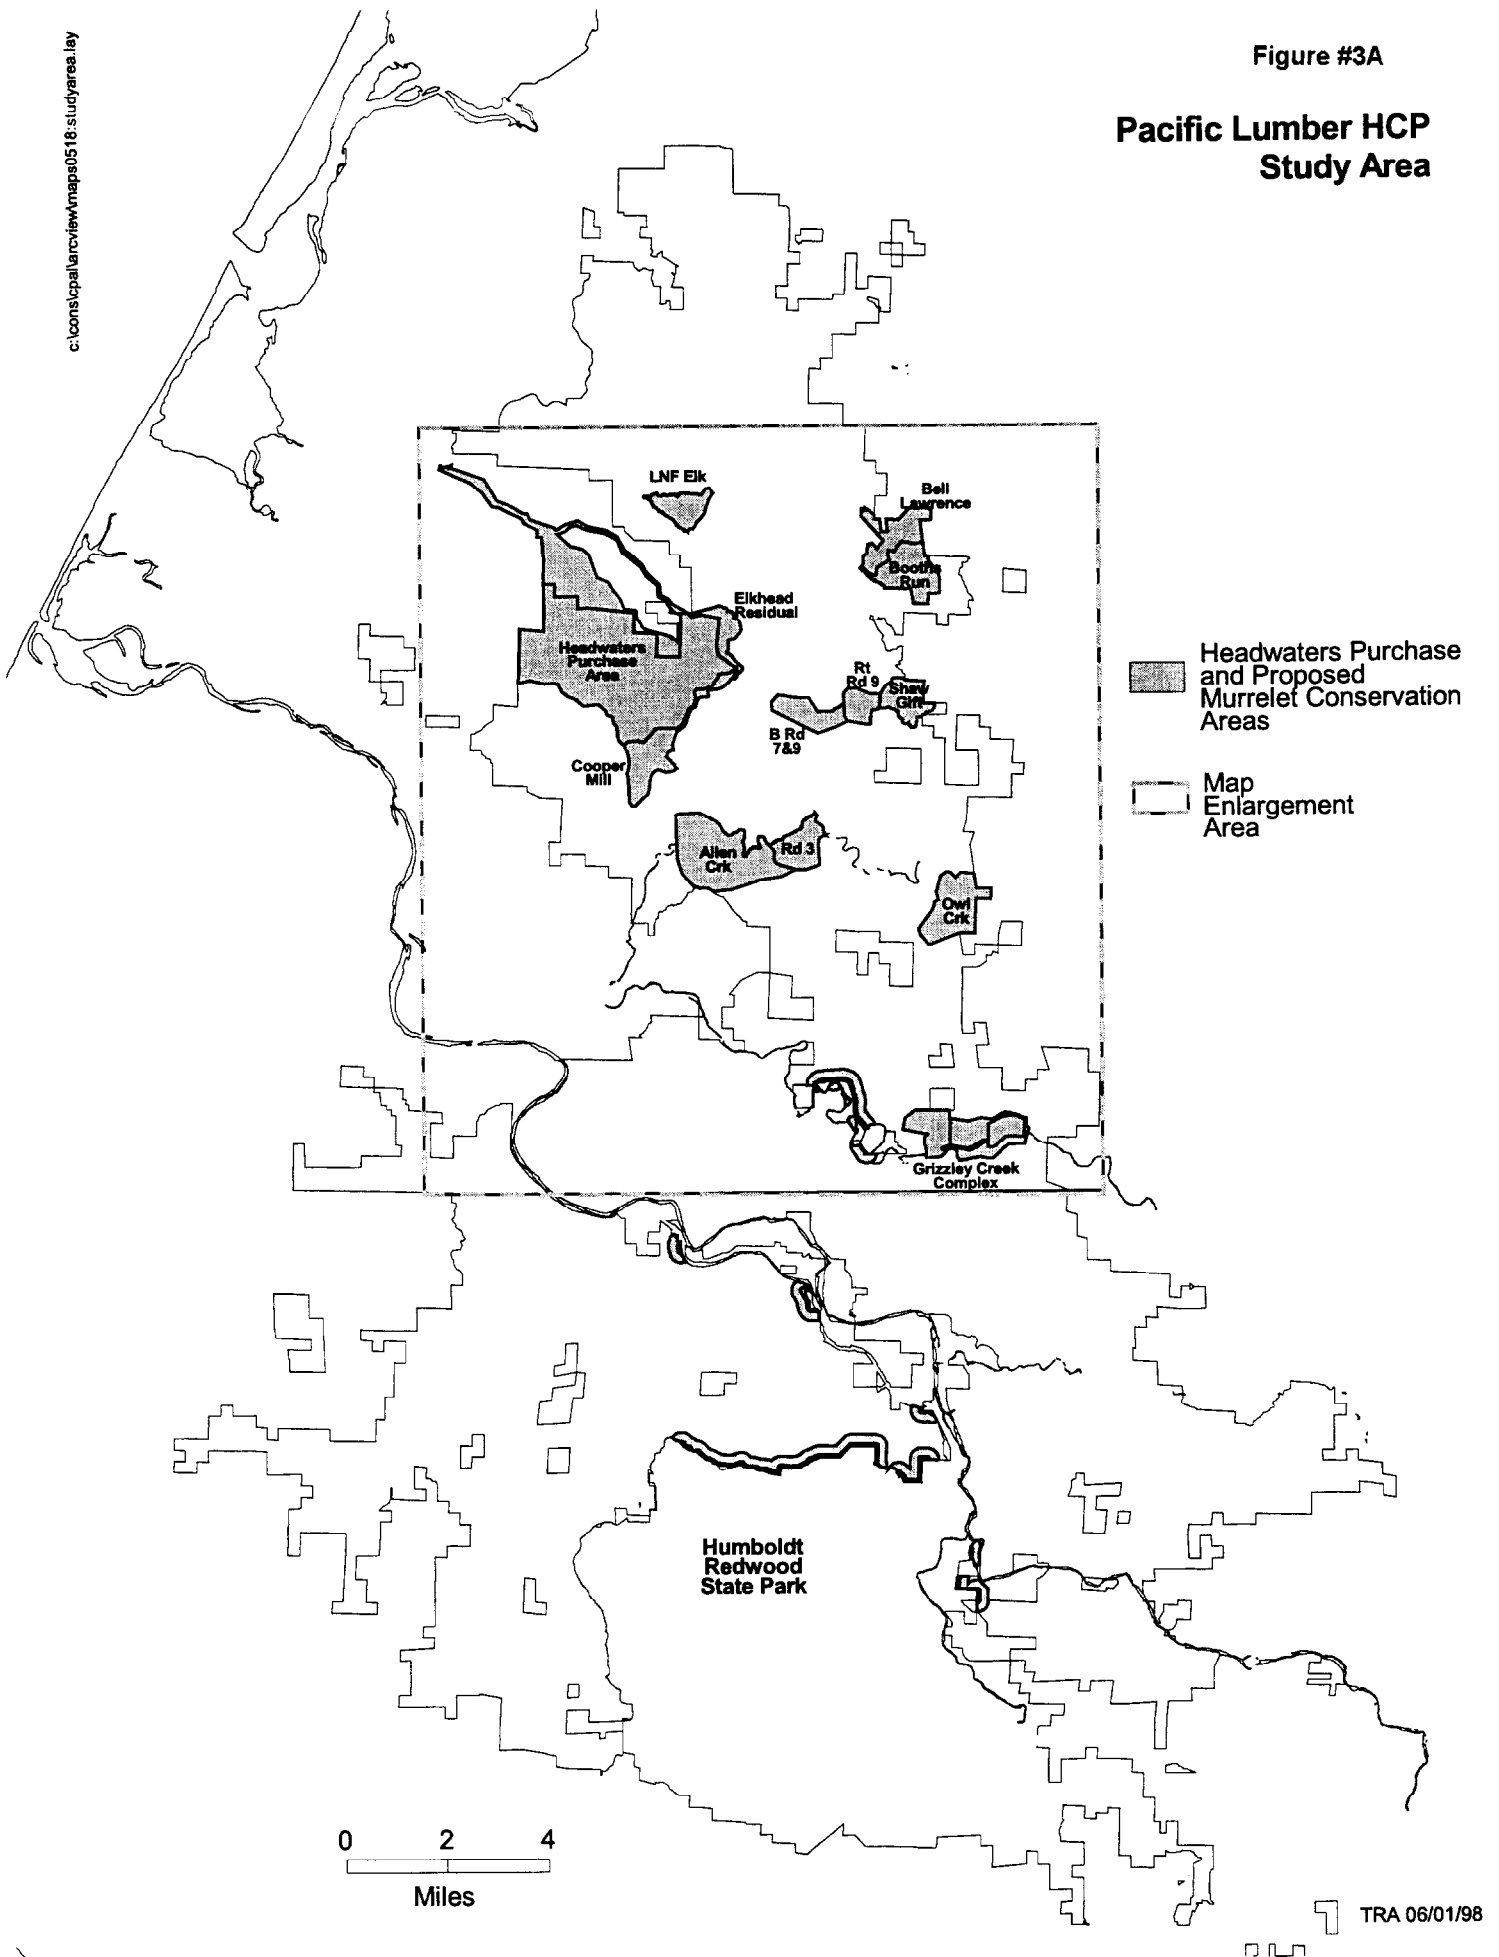 c:\cons\cpal\arcview\maps0518:studyarea.lay
Figure #3A
Pacific Lumber HCP
Study Area
LNF Elk
Bell
Lawrence
Booths
Run
Elkhead
Residual
Headwaters
Purchase
Area
Rt
Rd 9
Shaw
Gift
B Rd
7&9
Cooper
Mill
Allen
Crk
Rd 3
Owl
Crk
Grizzley Creek
Complex
Headwaters Purchase
and Proposed
Murrelet Conservation
Areas
Map
Enlargement
Area
Humboldt
Redwood
State Park
0 2 4
Miles
TRA 06/01/98